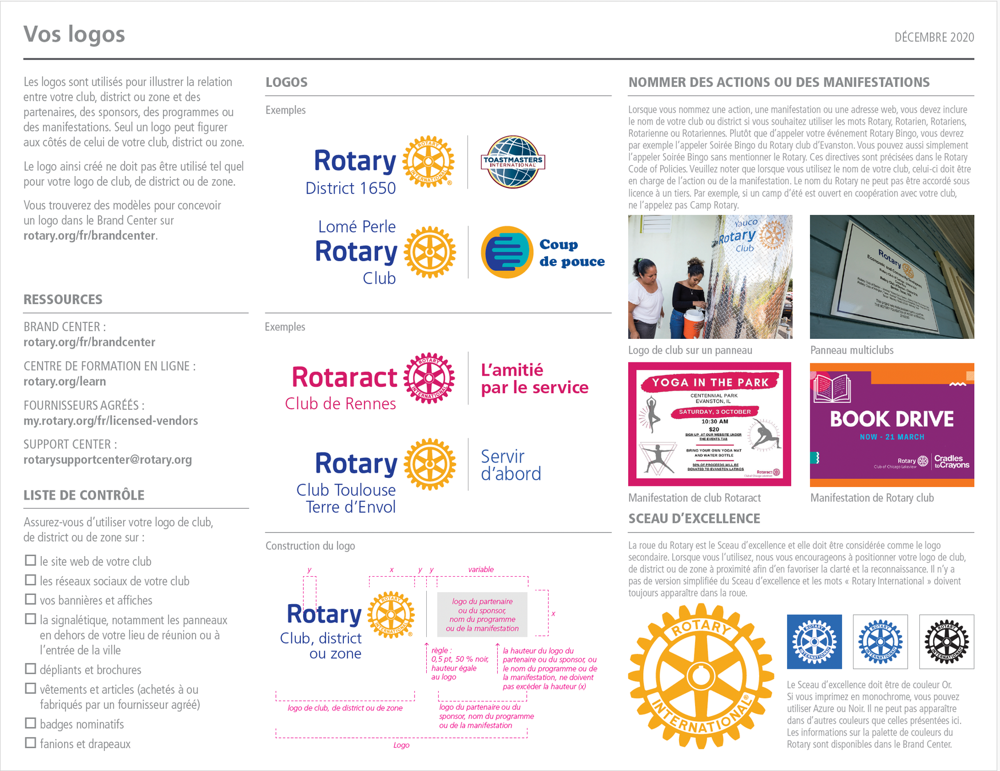 Vos logos
DÉCEMBRE 2020
Les logos sont utilisés pour illustrer la relation
entre votre club, district ou zone et des
partenaires, des sponsors, des programmes ou
des manifestations. Seul un logo peut figurer
aux côtés de celui de votre club, district ou zone.
Le logo ainsi créé ne doit pas être utilisé tel quel
pour votre logo de club, de district ou de zone.
Vous trouverez des modèles pour concevoir
un logo dans le Brand Center sur
rotary.org/fr/brandcenter.
RESSOURCES
BRAND CENTER :
rotary.org/fr/brandcenter
CENTRE DE FORMATION EN LIGNE :
rotary.org/learn
FOURNISSEURS AGRÉÉS :
my.rotary.org/fr/licensed-vendors
SUPPORT CENTER :
rotarysupportcenter@rotary.org
LISTE DE CONTRÔLE
Assurez-vous d’utiliser votre logo de club,
de district ou de zone sur :
le site web de votre club
les réseaux sociaux de votre club
vos bannières et affiches
la signalétique, notamment les panneaux
en dehors de votre lieu de réunion ou à
l’entrée de la ville
dépliants et brochures
vêtements et articles (achetés à ou
fabriqués par un fournisseur agréé)
badges nominatifs
fanions et drapeaux
LOGOS
Exemples
Rotary
District 1650
ROTARY
INTERNATIONAL
®
TOASTMASTERS
INTERNATIONAL
Lomé Perle
Rotary
Club
ROTARY
INTERNATIONAL
Coup
de pouce
Exemples
Rotaract
Club de Rennes
ROTARY
INTERNATIONAL
L’amitié
par le service
Rotary
Club Toulouse
Terre d’Envol
ROTARY
INTERNATIONAL
Servir
d’abord
Construction du logo
y
x
y
y
variable
Rotary
Club, district
ou zone
ROTARY
INTERNATIONAL
®
logo du partenaire
ou du sponsor,
nom du programme
ou de la manifestation
x
règle :
0,5 pt, 50 % noir,
hauteur égale
au logo
la hauteur du logo du
partenaire ou du sponsor, ou
le nom du programme ou de
la manifestation, ne doivent
pas excéder la hauteur (x)
logo de club, de district ou de zone
logo du partenaire ou du
sponsor, nom du programme
ou de la manifestation
Logo
NOMMER DES ACTIONS OU DES MANIFESTATIONS
Lorsque vous nommez une action, une manifestation ou une adresse web, vous devez inclure
le nom de votre club ou district si vous souhaitez utiliser les mots Rotary, Rotarien, Rotariens,
Rotarienne ou Rotariennes. Plutôt que d’appeler votre événement Rotary Bingo, vous devrez
par exemple l’appeler Soirée Bingo du Rotary club d’Evanston. Vous pouvez aussi simplement
l’appeler Soirée Bingo sans mentionner le Rotary. Ces directives sont précisées dans le Rotary
Code of Policies. Veuillez noter que lorsque vous utilisez le nom de votre club, celui-ci doit être
en charge de l’action ou de la manifestation. Le nom du Rotary ne peut pas être accordé sous
licence à un tiers. Par exemple, si un camp d’été est ouvert en coopération avec votre club,
ne l’appelez pas Camp Rotary.
Yauco
Rotary
Club
Logo de club sur un panneau
Rotary
Economic and Community Development
Panneau multiclubs
YOGA IN THE PARK
CENTENNIAL PARK
EVANSTON, IL
SATURDAY, 3 OCTOBER
10:30 AM
$20
SIGN UP AT OUR WEBSITE UNDER
THE EVENTS TAB
BRING YOUR OWN YOGA MAT
AND WATER BOTTLE
50% OF PROCEEDS WILL BE
DONATED TO EVANSTON LATINOS
Rotaract
Club of Chicago Lakeview
Manifestation de club Rotaract
BOOK DRIVE
NOW - 21 MARCH
Rotary
Club of Chicago Lakeview
Cradles
to Crayons
Manifestation de Rotary club
SCEAU D’EXCELLENCE
La roue du Rotary est le Sceau d’excellence et elle doit être considérée comme le logo
secondaire. Lorsque vous l’utilisez, nous vous encourageons à positionner votre logo de club,
de district ou de zone à proximité afin d’en favoriser la clarté et la reconnaissance. Il n’y a
pas de version simplifiée du Sceau d’excellence et les mots « Rotary International » doivent
toujours apparaître dans la roue.
ROTARY
INTERNATIONAL
®
ROTARY
INTERNATIONAL
ROTARY
INTERNATIONAL
ROTARY
INTERNATIONAL
Le Sceau d’excellence doit être de couleur Or.
Si vous imprimez en monochrome, vous pouvez
utiliser Azure ou Noir. Il ne peut pas apparaître
dans d’autres couleurs que celles présentées ici.
Les informations sur la palette de couleurs du
Rotary sont disponibles dans le Brand Center.